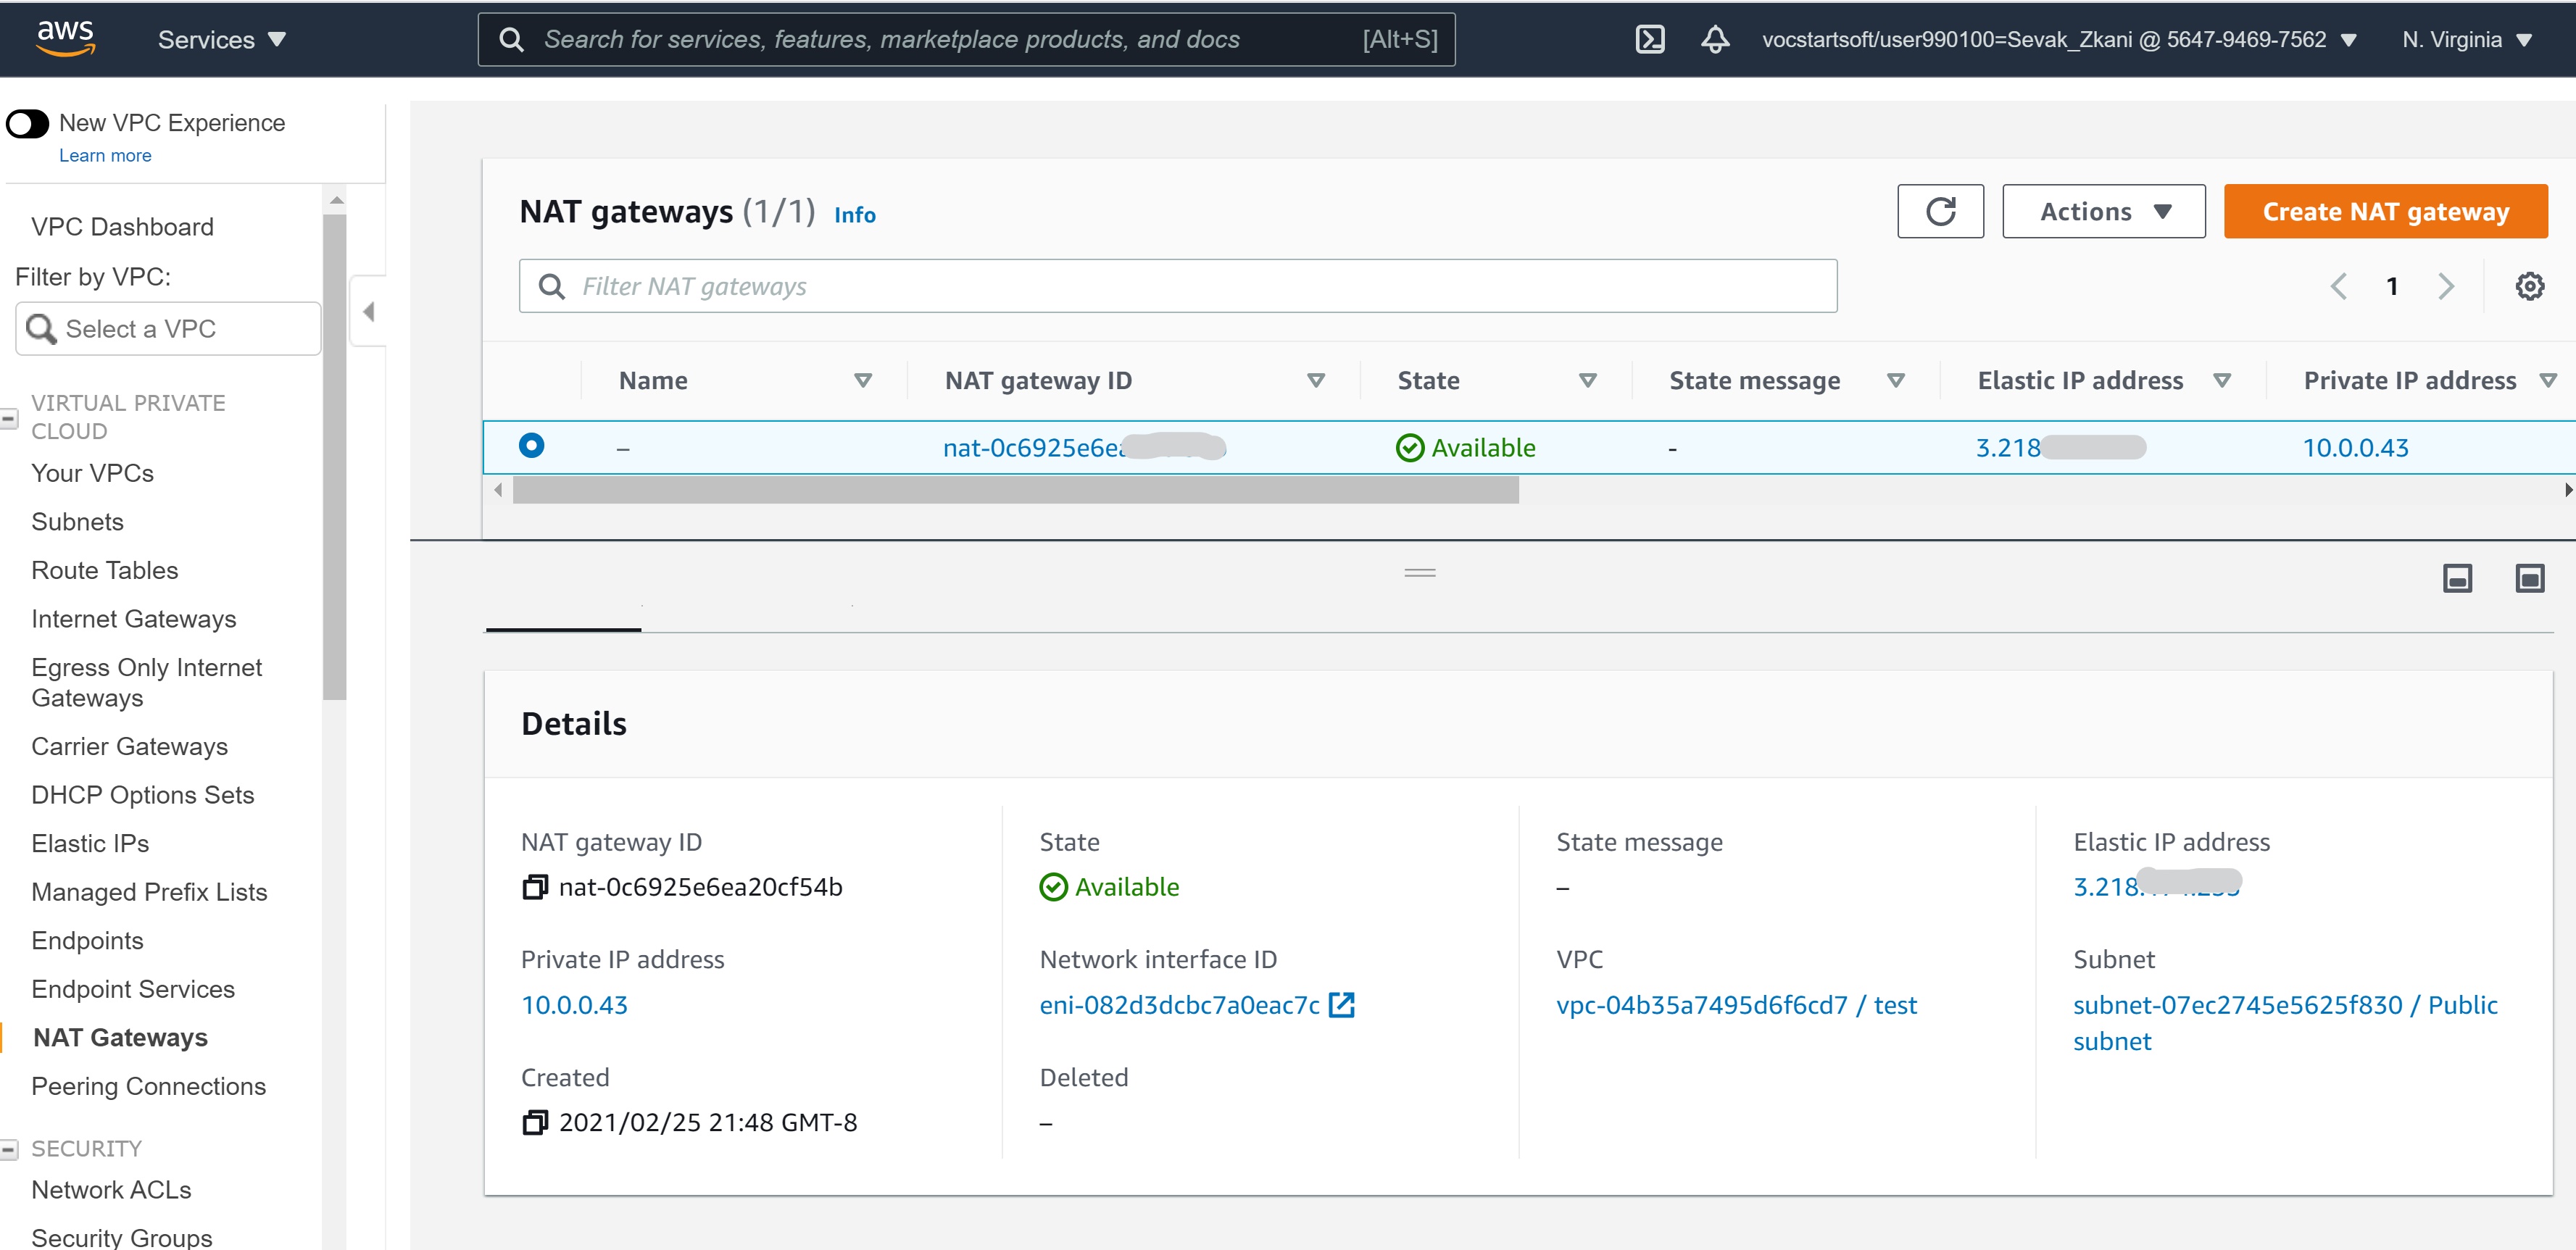 aws
Services
Search for services, features, marketplace products, and docs [Alt+S]
vocstartsoft/user990100=Sevak_Zkani @ 5647-9469-7562
N. Virginia
New VPC Experience
Learn more
VPC Dashboard
Filter by VPC:
Select a VPC
VIRTUAL PRIVATE
CLOUD
Your VPCs
Subnets
Route Tables
Internet Gateways
Egress Only Internet
Gateways
Carrier Gateways
DHCP Options Sets
Elastic IPs
Managed Prefix Lists
Endpoints
Endpoint Services
NAT Gateways
Peering Connections
SECURITY
Network ACLs
Security Groups
NAT gateways (1/1) Info
Actions
Create NAT gateway
Filter NAT gateways
1
Name NAT gateway ID State State message Elastic IP address Private IP address
– nat-0c6925e6ea Available - 3.218 10.0.0.43
Details
NAT gateway ID
nat-0c6925e6ea20cf54b
State
Available
State message
–
Elastic IP address
3.218.
Private IP address
10.0.0.43
Network interface ID
eni-082d3dcbc7a0eac7c
VPC
vpc-04b35a7495d6f6cd7 / test
Subnet
subnet-07ec2745e5625f830 / Public
subnet
Created
2021/02/25 21:48 GMT-8
Deleted
–